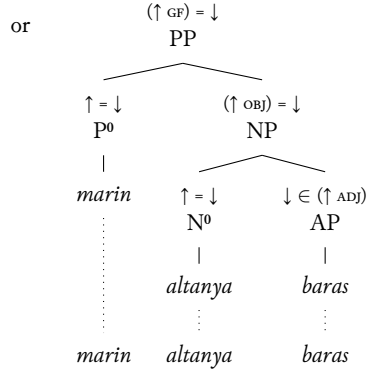 or
(↑ GF) = ↓
PP
↑ = ↓ (↑ OBJ) = ↓
P⁰ NP
marin ↑ = ↓ ↓ ∈ (↑ ADJ)
N⁰ AP
altanya baras
marin altanya baras